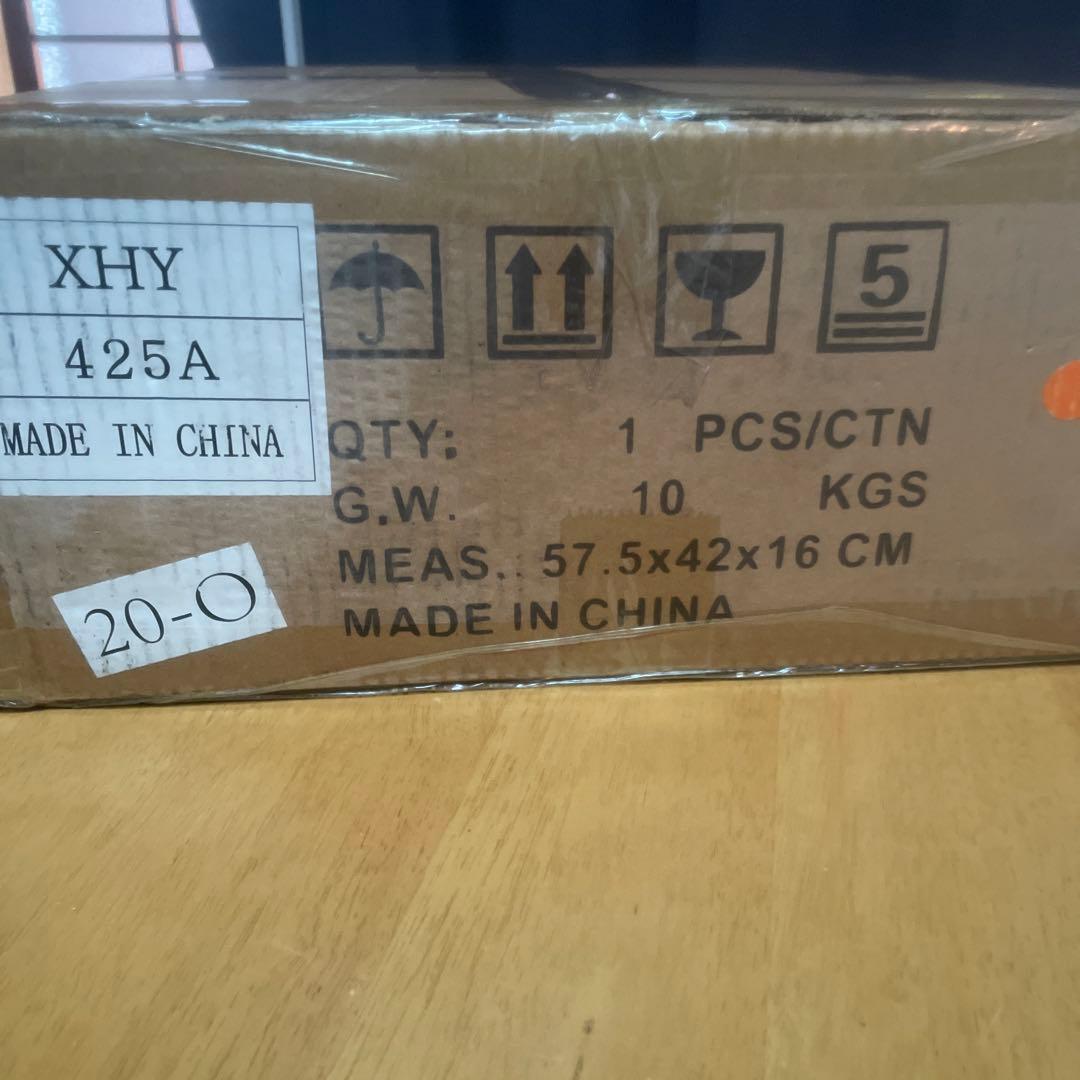 XHY
425A
MADE IN CHINA
20-O
5
QTY: 1 PCS/CTN
G.W. 10 KGS
MEAS.: 57.5x42x16 CM
MADE IN CHINA